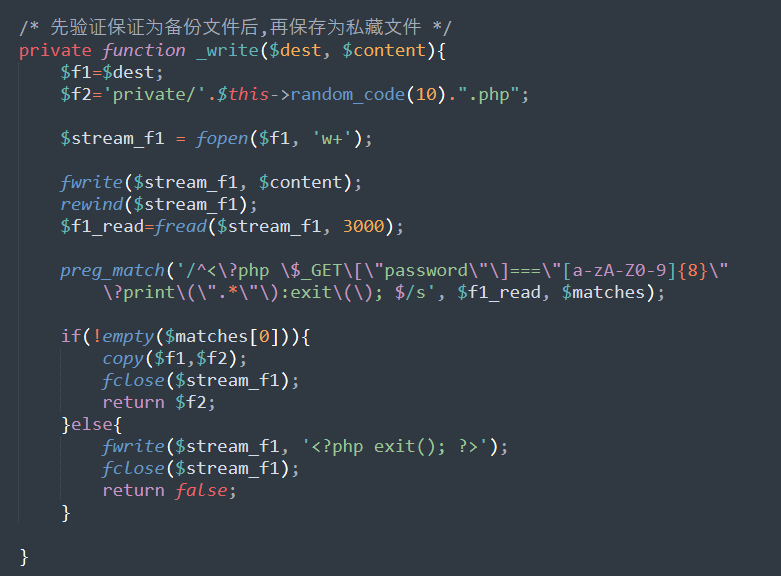 /* 先验证保证为备份文件后,再保存为私藏文件 */
private function _write($dest, $content){
    $f1=$dest;
    $f2='private/'.$this->random_code(10).".php";

    $stream_f1 = fopen($f1, 'w+');

    fwrite($stream_f1, $content);
    rewind($stream_f1);
    $f1_read=fread($stream_f1, 3000);

    preg_match('/^<\?php \$_GET\[\"password\"\]===\"[a-zA-Z0-9]{8}\"
        \?print\(\".*\"\):exit\(\); $/s', $f1_read, $matches);

    if(!empty($matches[0])){
        copy($f1,$f2);
        fclose($stream_f1);
        return $f2;
    }else{
        fwrite($stream_f1, '<?php exit(); ?>');
        fclose($stream_f1);
        return false;
    }

}